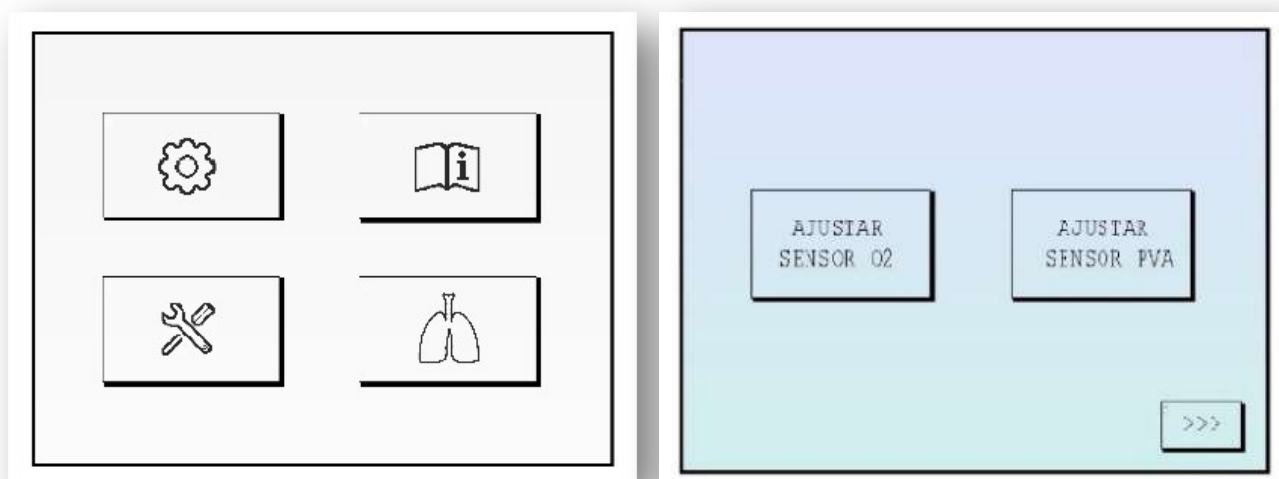 i
AJUSTAR
SENSOR O2
AJUSTAR
SENSOR PVA
>>>